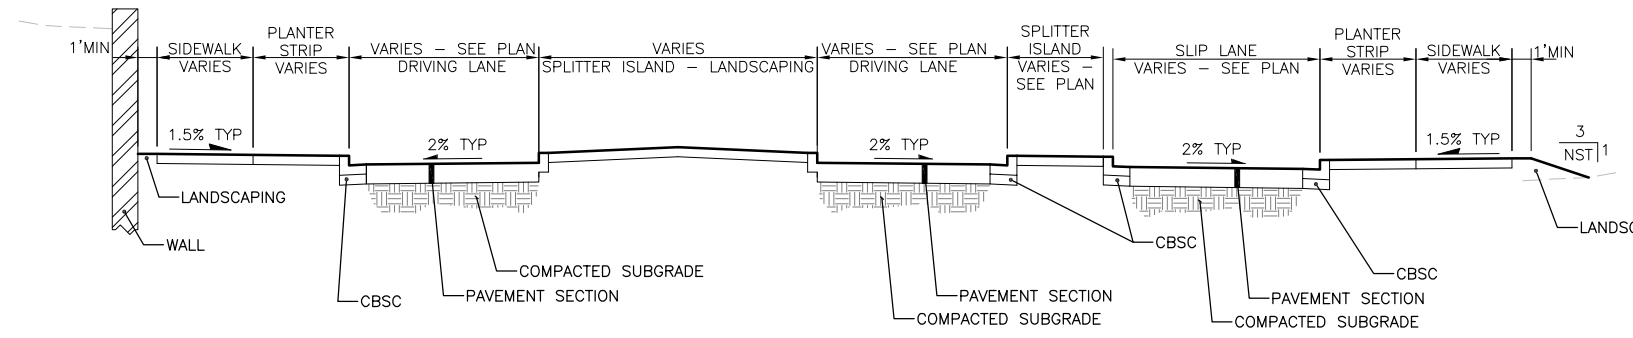 1'MIN
SIDEWALK
VARIES
PLANTER
STRIP
VARIES
VARIES – SEE PLAN
DRIVING LANE
VARIES
SPLITTER ISLAND – LANDSCAPING
VARIES – SEE PLAN
DRIVING LANE
SPLITTER
ISLAND
VARIES –
SEE PLAN
SLIP LANE
VARIES – SEE PLAN
PLANTER
STRIP
VARIES
SIDEWALK
VARIES
1'MIN
1.5% TYP
2% TYP
2% TYP
2% TYP
1.5% TYP
3
NST
1
LANDSCAPING
WALL
CBSC
PAVEMENT SECTION
COMPACTED SUBGRADE
PAVEMENT SECTION
COMPACTED SUBGRADE
CBSC
CBSC
PAVEMENT SECTION
COMPACTED SUBGRADE